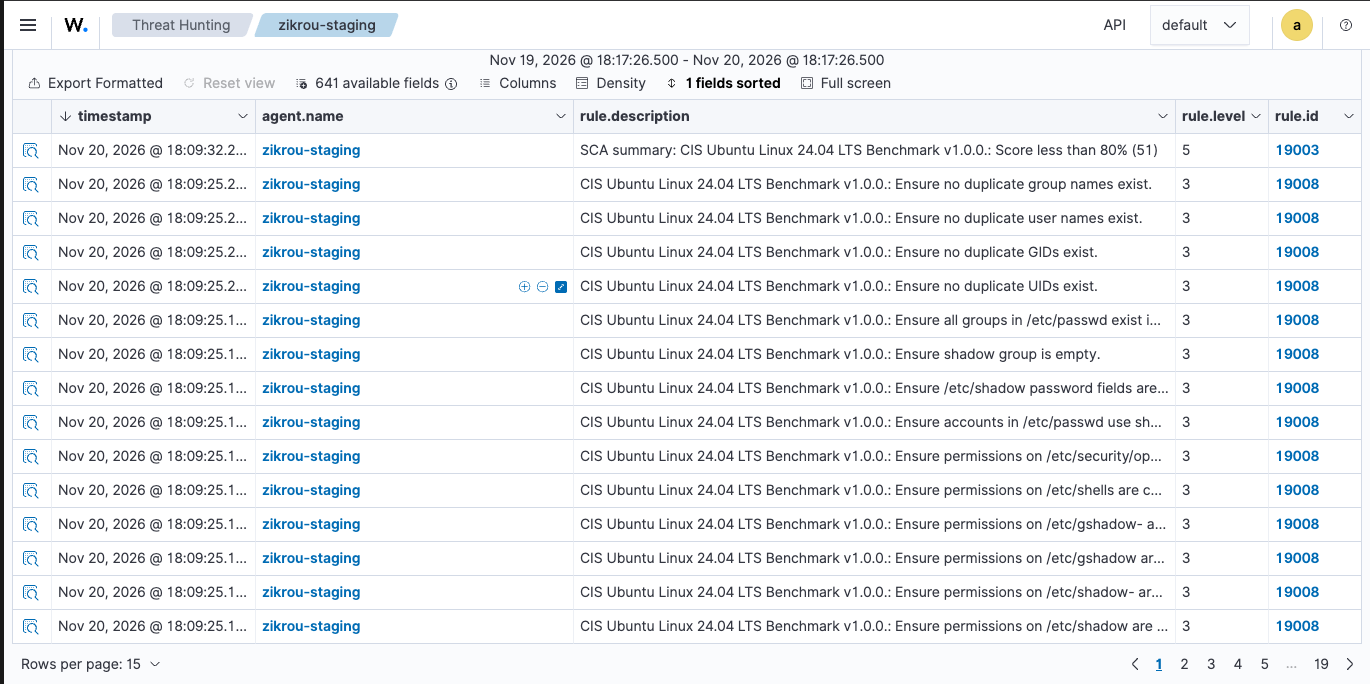 W. Threat Hunting zikrou-staging API default a
Nov 19, 2026 @ 18:17:26.500 - Nov 20, 2026 @ 18:17:26.500
Export Formatted Reset view 641 available fields Columns Density 1 fields sorted Full screen
timestamp agent.name rule.description rule.level rule.id
Nov 20, 2026 @ 18:09:32.2... zikrou-staging SCA summary: CIS Ubuntu Linux 24.04 LTS Benchmark v1.0.0.: Score less than 80% (51) 5 19003
Nov 20, 2026 @ 18:09:25.2... zikrou-staging CIS Ubuntu Linux 24.04 LTS Benchmark v1.0.0.: Ensure no duplicate group names exist. 3 19008
Nov 20, 2026 @ 18:09:25.2... zikrou-staging CIS Ubuntu Linux 24.04 LTS Benchmark v1.0.0.: Ensure no duplicate user names exist. 3 19008
Nov 20, 2026 @ 18:09:25.2... zikrou-staging CIS Ubuntu Linux 24.04 LTS Benchmark v1.0.0.: Ensure no duplicate GIDs exist. 3 19008
Nov 20, 2026 @ 18:09:25.2... zikrou-staging CIS Ubuntu Linux 24.04 LTS Benchmark v1.0.0.: Ensure no duplicate UIDs exist. 3 19008
Nov 20, 2026 @ 18:09:25.1... zikrou-staging CIS Ubuntu Linux 24.04 LTS Benchmark v1.0.0.: Ensure all groups in /etc/passwd exist i... 3 19008
Nov 20, 2026 @ 18:09:25.1... zikrou-staging CIS Ubuntu Linux 24.04 LTS Benchmark v1.0.0.: Ensure shadow group is empty. 3 19008
Nov 20, 2026 @ 18:09:25.1... zikrou-staging CIS Ubuntu Linux 24.04 LTS Benchmark v1.0.0.: Ensure /etc/shadow password fields are... 3 19008
Nov 20, 2026 @ 18:09:25.1... zikrou-staging CIS Ubuntu Linux 24.04 LTS Benchmark v1.0.0.: Ensure accounts in /etc/passwd use sh... 3 19008
Nov 20, 2026 @ 18:09:25.1... zikrou-staging CIS Ubuntu Linux 24.04 LTS Benchmark v1.0.0.: Ensure permissions on /etc/security/op... 3 19008
Nov 20, 2026 @ 18:09:25.1... zikrou-staging CIS Ubuntu Linux 24.04 LTS Benchmark v1.0.0.: Ensure permissions on /etc/shells are c... 3 19008
Nov 20, 2026 @ 18:09:25.1... zikrou-staging CIS Ubuntu Linux 24.04 LTS Benchmark v1.0.0.: Ensure permissions on /etc/gshadow- a... 3 19008
Nov 20, 2026 @ 18:09:25.1... zikrou-staging CIS Ubuntu Linux 24.04 LTS Benchmark v1.0.0.: Ensure permissions on /etc/gshadow ar... 3 19008
Nov 20, 2026 @ 18:09:25.1... zikrou-staging CIS Ubuntu Linux 24.04 LTS Benchmark v1.0.0.: Ensure permissions on /etc/shadow- ar... 3 19008
Nov 20, 2026 @ 18:09:25.1... zikrou-staging CIS Ubuntu Linux 24.04 LTS Benchmark v1.0.0.: Ensure permissions on /etc/shadow are ... 3 19008
Rows per page: 15 1 2 3 4 5 ... 19